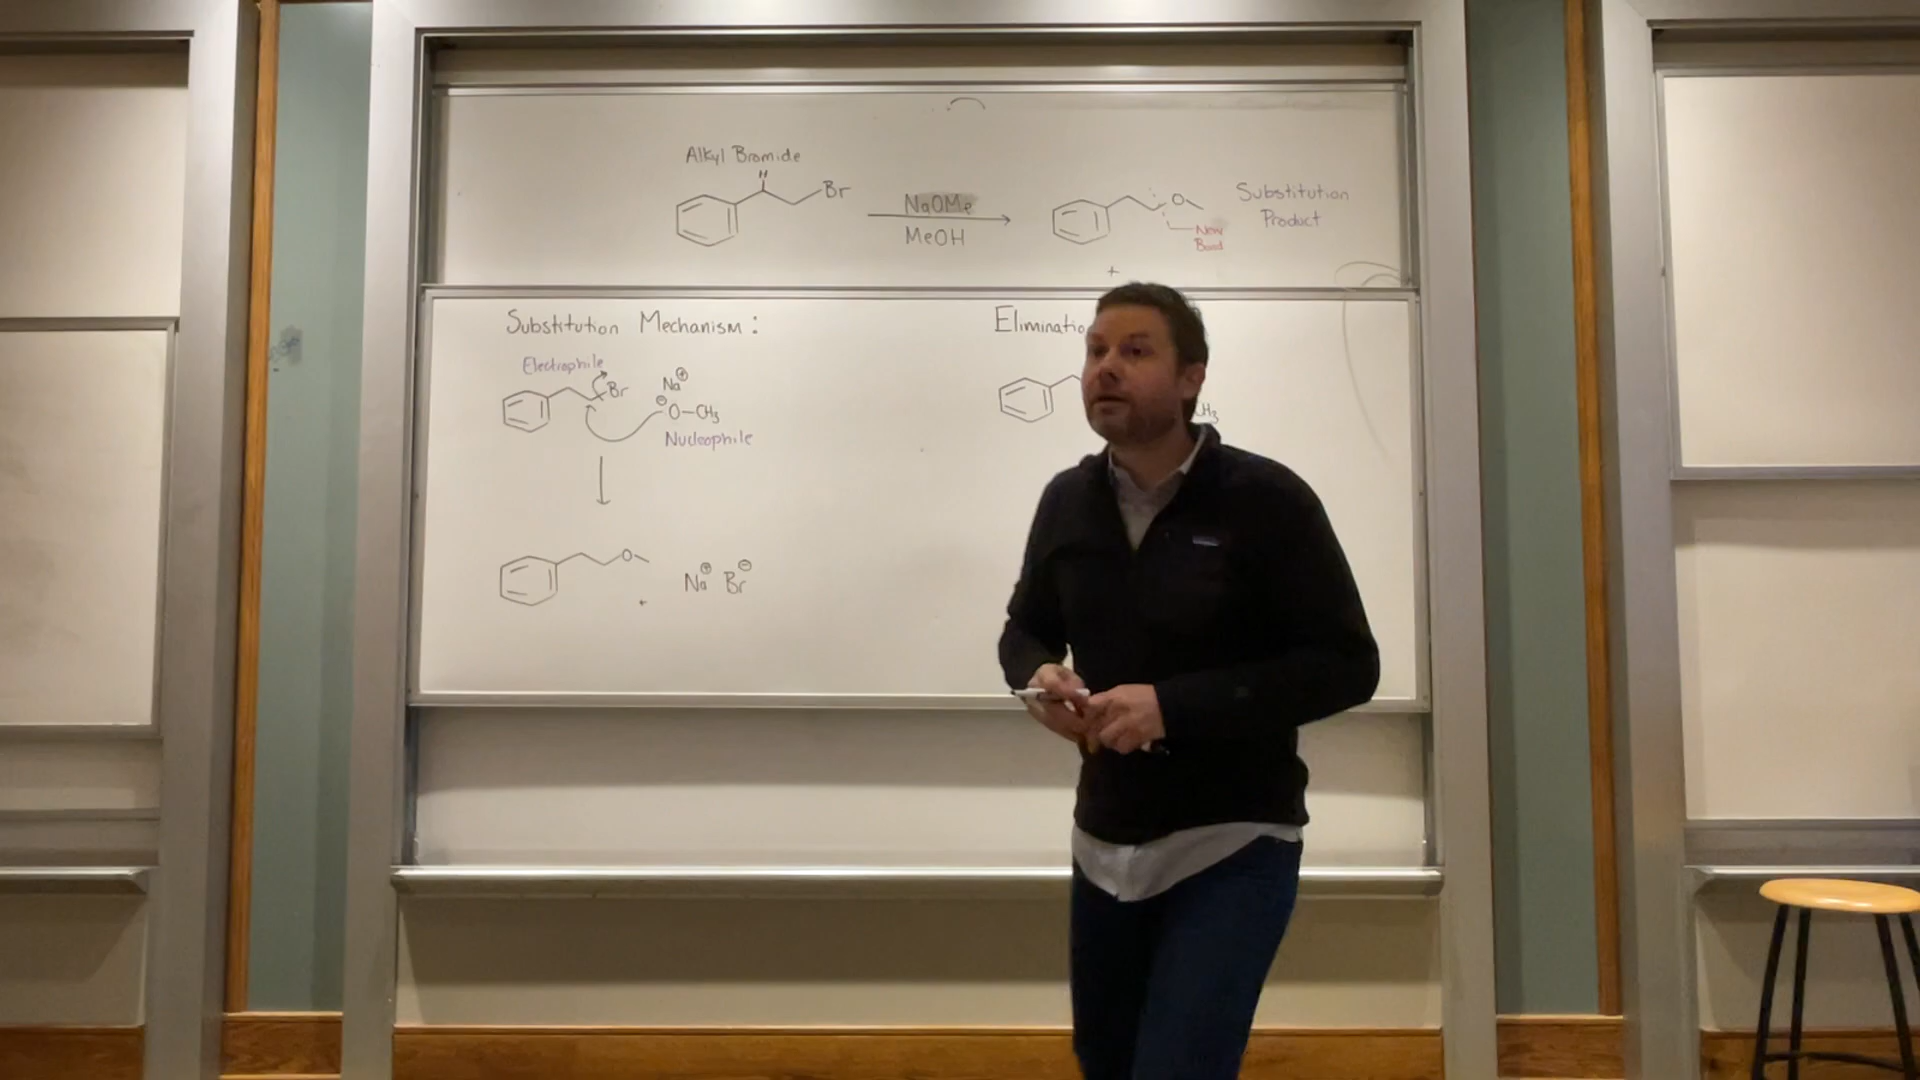 Alkyl Bromide
H
Br
NaOMe
MeOH
O
Substitution
Product
New
Bond
+
Substitution Mechanism:
Electrophile
Br
Na⊕
⊖O-CH3
Nucleophile
O
+
Na⊕ Br⊖
Eliminatio
CH3